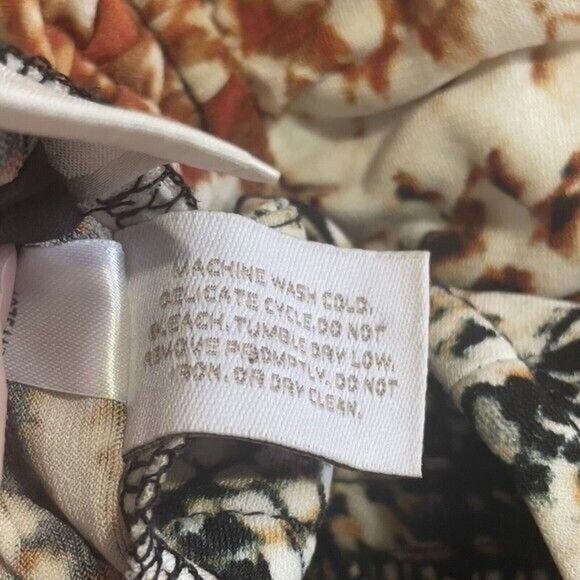 MACHINE WASH COLD,
DELICATE CYCLE.DO NOT
BLEACH. TUMBLE DRY LOW.
REMOVE PROMPTLY. DO NOT
IRON. OR DRY CLEAN.